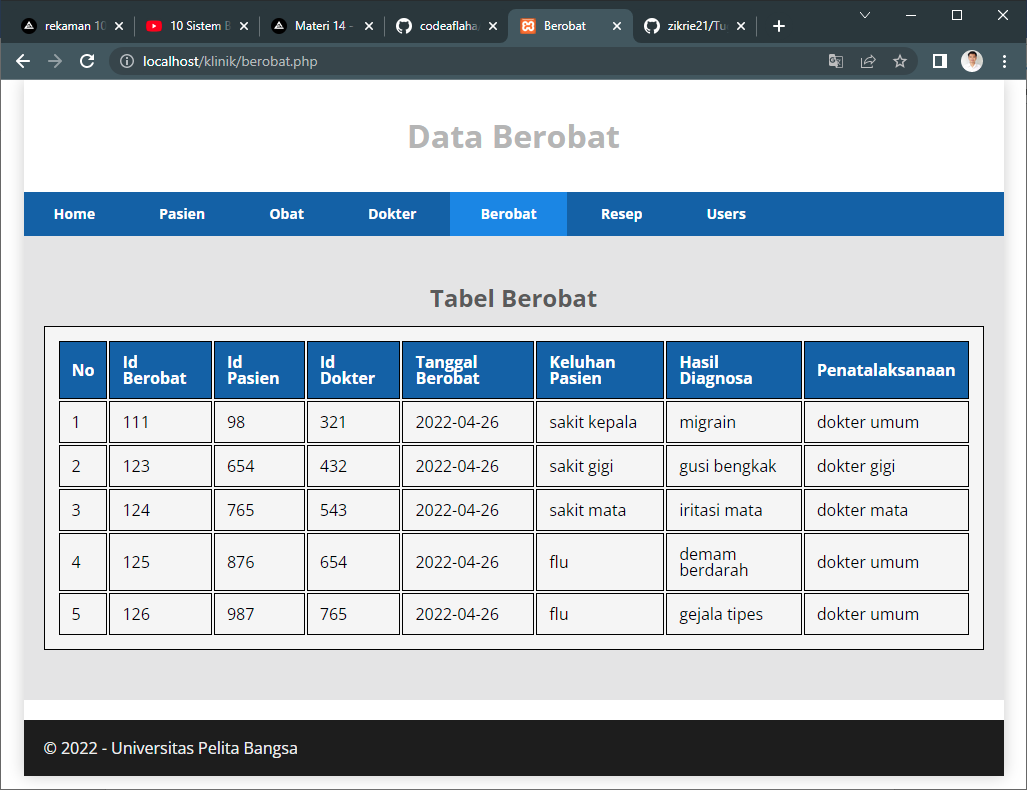 rekaman 10
10 Sistem B
Materi 14 -
codeaflaha
Berobat
zikrie21/Tu
localhost/klinik/berobat.php
Data Berobat
Home Pasien Obat Dokter Berobat Resep Users
Tabel Berobat
No Id Berobat Id Pasien Id Dokter Tanggal Berobat Keluhan Pasien Hasil Diagnosa Penatalaksanaan
1 111 98 321 2022-04-26 sakit kepala migrain dokter umum
2 123 654 432 2022-04-26 sakit gigi gusi bengkak dokter gigi
3 124 765 543 2022-04-26 sakit mata iritasi mata dokter mata
4 125 876 654 2022-04-26 flu demam berdarah dokter umum
5 126 987 765 2022-04-26 flu gejala tipes dokter umum
© 2022 - Universitas Pelita Bangsa